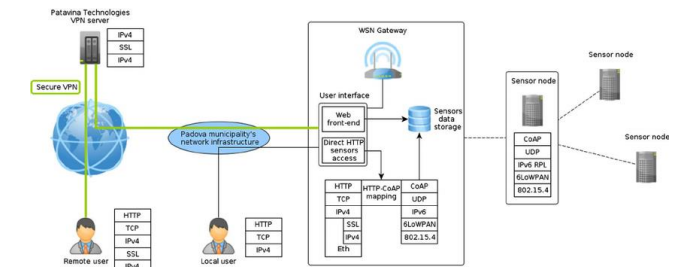 Patavina Technologies
VPN server
IPv4
SSL
IPv4
Secure VPN
Padova municipality's
network infrastructure
Remote user
HTTP
TCP
IPv4
SSL
IPv4
Local user
HTTP
TCP
IPv4
WSN Gateway
User interface
Web
front-end
Direct HTTP
sensors
access
Sensors
data
storage
HTTP
TCP
IPv4
SSL
IPv4
Eth
HTTP-CoAP
mapping
CoAP
UDP
IPv6
6LoWPAN
802.15.4
Sensor node
CoAP
UDP
IPv6 RPL
6LoWPAN
802.15.4
Sensor node
Sensor node